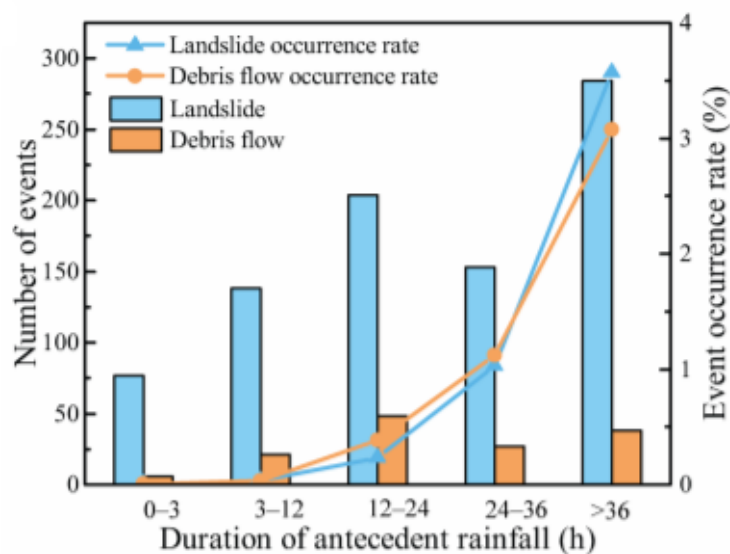 Landslide occurrence rate
Debris flow occurrence rate
Landslide
Debris flow
Number of events
300
250
200
150
100
50
0
Event occurrence rate (%)
4
3
2
1
0
0–3 3–12 12–24 24–36 >36
Duration of antecedent rainfall (h)